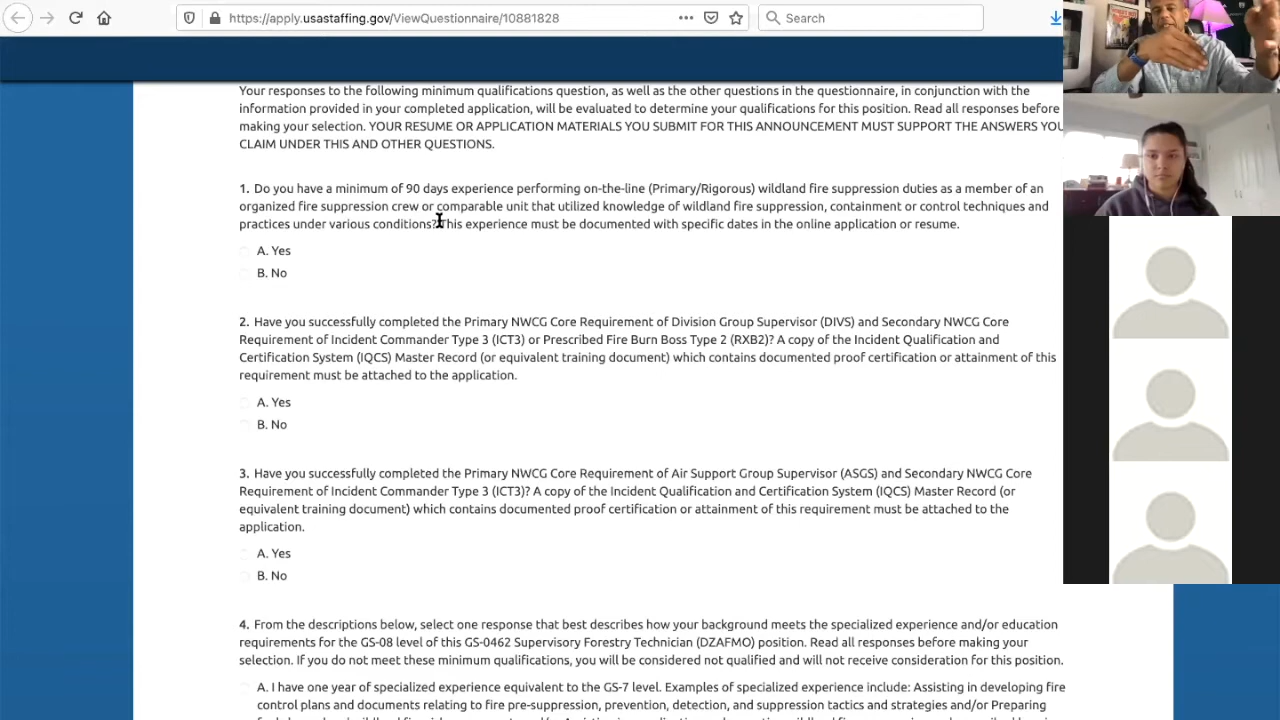 https://apply.usastaffing.gov/ViewQuestionnaire/10881828
Search
Your responses to the following minimum qualifications question, as well as the other questions in the questionnaire, in conjunction with the
information provided in your completed application, will be evaluated to determine your qualifications for this position. Read all responses before
making your selection. YOUR RESUME OR APPLICATION MATERIALS YOU SUBMIT FOR THIS ANNOUNCEMENT MUST SUPPORT THE ANSWERS YOU
CLAIM UNDER THIS AND OTHER QUESTIONS.
1. Do you have a minimum of 90 days experience performing on-the-line (Primary/Rigorous) wildland fire suppression duties as a member of an
organized fire suppression crew or comparable unit that utilized knowledge of wildland fire suppression, containment or control techniques and
practices under various conditions? This experience must be documented with specific dates in the online application or resume.
A. Yes
B. No
2. Have you successfully completed the Primary NWCG Core Requirement of Division Group Supervisor (DIVS) and Secondary NWCG Core
Requirement of Incident Commander Type 3 (ICT3) or Prescribed Fire Burn Boss Type 2 (RXB2)? A copy of the Incident Qualification and
Certification System (IQCS) Master Record (or equivalent training document) which contains documented proof certification or attainment of this
requirement must be attached to the application.
A. Yes
B. No
3. Have you successfully completed the Primary NWCG Core Requirement of Air Support Group Supervisor (ASGS) and Secondary NWCG Core
Requirement of Incident Commander Type 3 (ICT3)? A copy of the Incident Qualification and Certification System (IQCS) Master Record (or
equivalent training document) which contains documented proof certification or attainment of this requirement must be attached to the
application.
A. Yes
B. No
4. From the descriptions below, select one response that best describes how your background meets the specialized experience and/or education
requirements for the GS-08 level of this GS-0462 Supervisory Forestry Technician (DZAFMO) position. Read all responses before making your
selection. If you do not meet these minimum qualifications, you will be considered not qualified and will not receive consideration for this position.
A. I have one year of specialized experience equivalent to the GS-7 level. Examples of specialized experience include: Assisting in developing fire
control plans and documents relating to fire pre-suppression, prevention, detection, and suppression tactics and strategies and/or Preparing